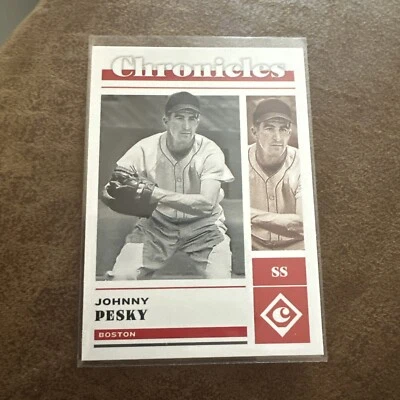 Chronicles
SS
JOHNNY
PESKY
BOSTON
C